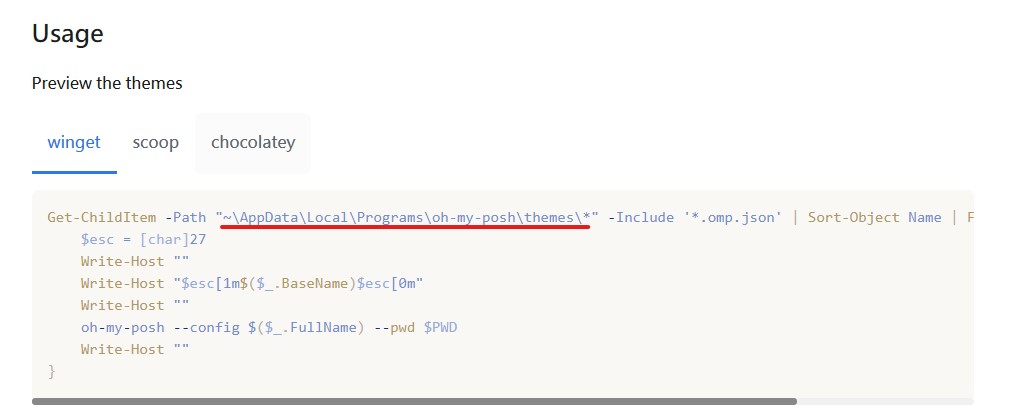 Usage
Preview the themes
winget scoop chocolatey
Get-ChildItem -Path "~\AppData\Local\Programs\oh-my-posh\themes\*" -Include '*.omp.json' | Sort-Object Name | F
    $esc = [char]27
    Write-Host ""
    Write-Host "$esc[1m$($_.BaseName)$esc[0m"
    Write-Host ""
    oh-my-posh --config $($_.FullName) --pwd $PWD
    Write-Host ""
}